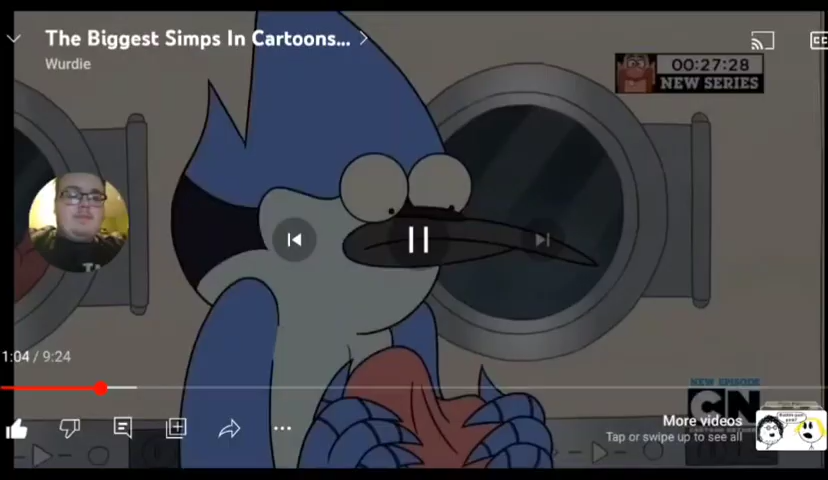 The Biggest Simps In Cartoons...
Wurdie
CC
00:27:28
NEW SERIES
1:04 / 9:24
NEW EPISODE
CN
More videos
Tap or swipe up to see all